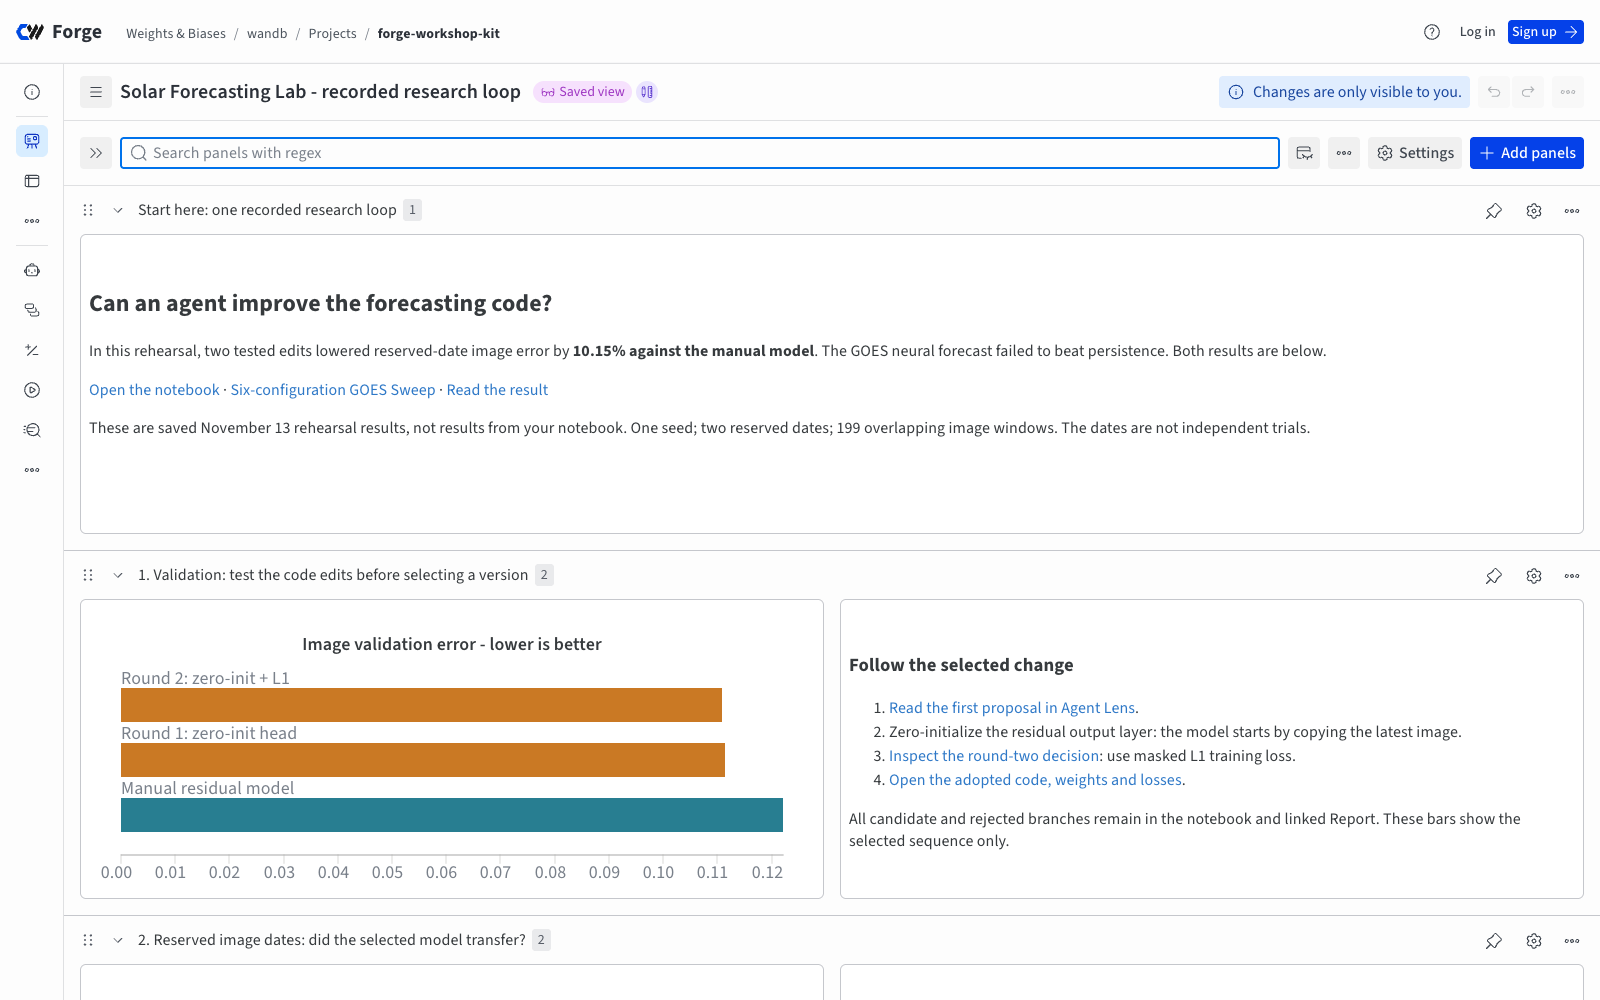 Forge
Weights & Biases / wandb / Projects / forge-workshop-kit
Log in
Sign up
Solar Forecasting Lab - recorded research loop
Saved view
Changes are only visible to you.
Search panels with regex
Settings
Add panels
Start here: one recorded research loop 1
Can an agent improve the forecasting code?
In this rehearsal, two tested edits lowered reserved-date image error by 10.15% against the manual model. The GOES neural forecast failed to beat persistence. Both results are below.
Open the notebook · Six-configuration GOES Sweep · Read the result
These are saved November 13 rehearsal results, not results from your notebook. One seed; two reserved dates; 199 overlapping image windows. The dates are not independent trials.
1. Validation: test the code edits before selecting a version 2
Image validation error - lower is better
Round 2: zero-init + L1
Round 1: zero-init head
Manual residual model
0.00 0.01 0.02 0.03 0.04 0.05 0.06 0.07 0.08 0.09 0.10 0.11 0.12
Follow the selected change
1. Read the first proposal in Agent Lens.
2. Zero-initialize the residual output layer: the model starts by copying the latest image.
3. Inspect the round-two decision: use masked L1 training loss.
4. Open the adopted code, weights and losses.
All candidate and rejected branches remain in the notebook and linked Report. These bars show the
selected sequence only.
2. Reserved image dates: did the selected model transfer? 2